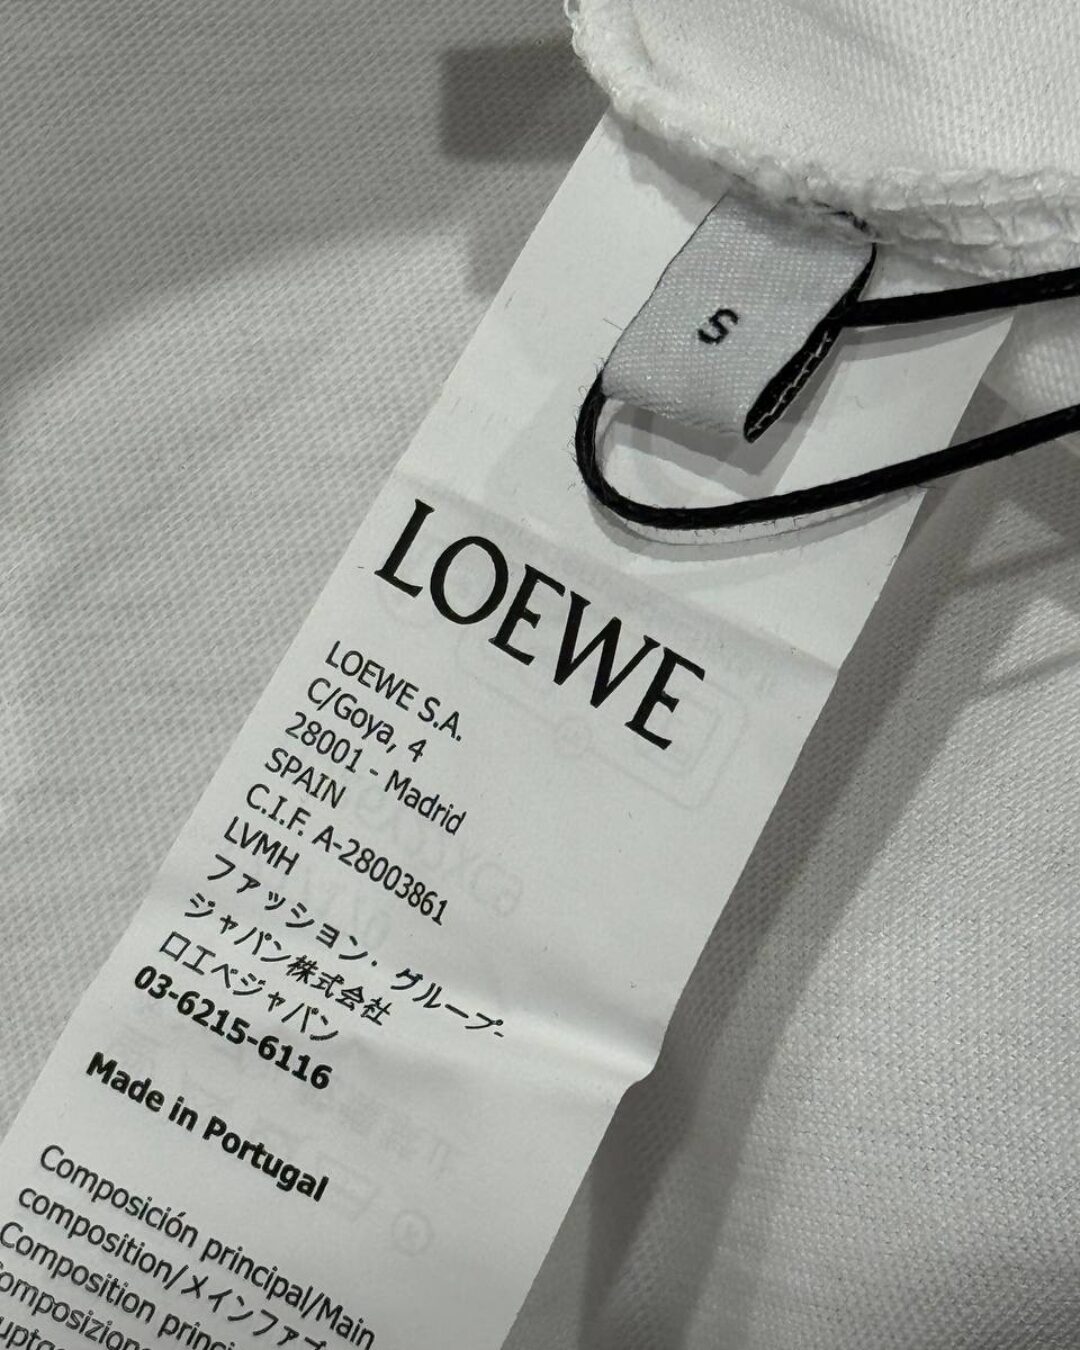 S
LOEWE
LOEWE S.A.
C/Goya, 4
28001 - Madrid
SPAIN
C.I.F. A-28003861
LVMH
ファッション・グループ-
ジャパン株式会社
ロエベジャパン
03-6215-6116
Made in Portugal
Composición principal/Main
composition/メインファブ
Composition princi
omposizione